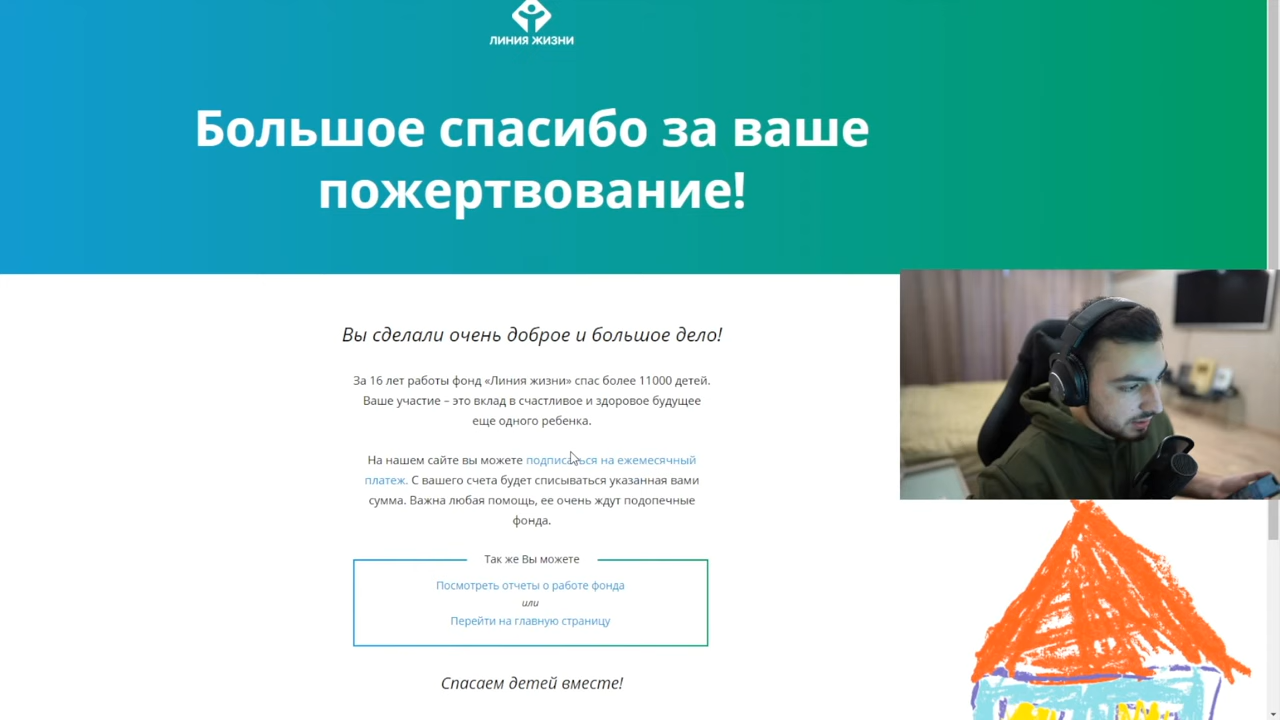 ЛИНИЯ ЖИЗНИ
Большое спасибо за ваше
пожертвование!
Вы сделали очень доброе и большое дело!
За 16 лет работы фонд «Линия жизни» спас более 11000 детей.
Ваше участие – это вклад в счастливое и здоровое будущее
еще одного ребенка.
На нашем сайте вы можете подписаться на ежемесячный
платеж. С вашего счета будет списываться указанная вами
сумма. Важна любая помощь, ее очень ждут подопечные
фонда.
Так же Вы можете
Посмотреть отчеты о работе фонда
или
Перейти на главную страницу
Спасаем детей вместе!